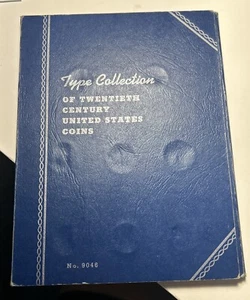 Type Collection
OF TWENTIETH
CENTURY
UNITED STATES
COINS
No. 9046